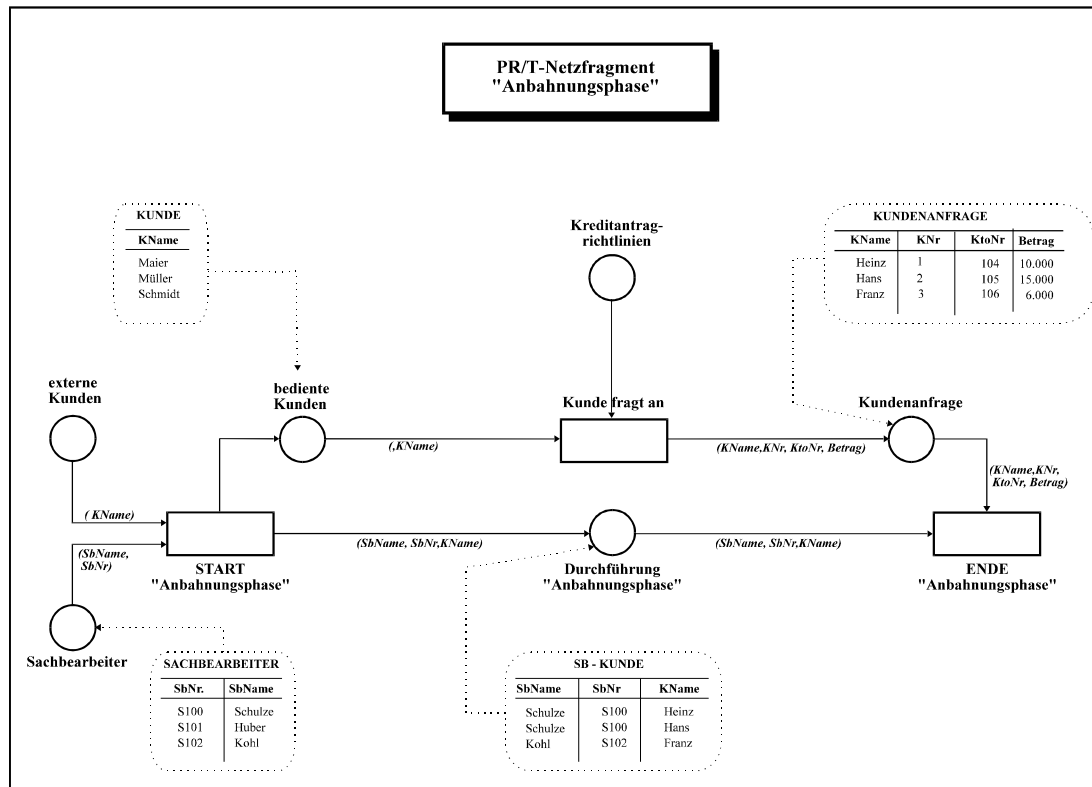 PR/T-Netzfragment
"Anbahnungsphase"
KUNDE
KName
Maier
Müller
Schmidt
Kreditantrag-
richtlinien
KUNDENANFRAGE
KName KNr KtoNr Betrag
Heinz 1 104 10.000
Hans 2 105 15.000
Franz 3 106 6.000
externe
Kunden
bediente
Kunden
Kunde fragt an
Kundenanfrage
(,KName)
(KName,KNr, KtoNr, Betrag)
(KName,KNr,
KtoNr, Betrag)
( KName)
(SbName,
SbNr)
START
"Anbahnungsphase"
(SbName, SbNr,KName)
Durchführung
"Anbahnungsphase"
(SbName, SbNr,KName)
ENDE
"Anbahnungsphase"
Sachbearbeiter
SACHBEARBEITER
SbNr. SbName
S100 Schulze
S101 Huber
S102 Kohl
SB - KUNDE
SbName SbNr KName
Schulze S100 Heinz
Schulze S100 Hans
Kohl S102 Franz